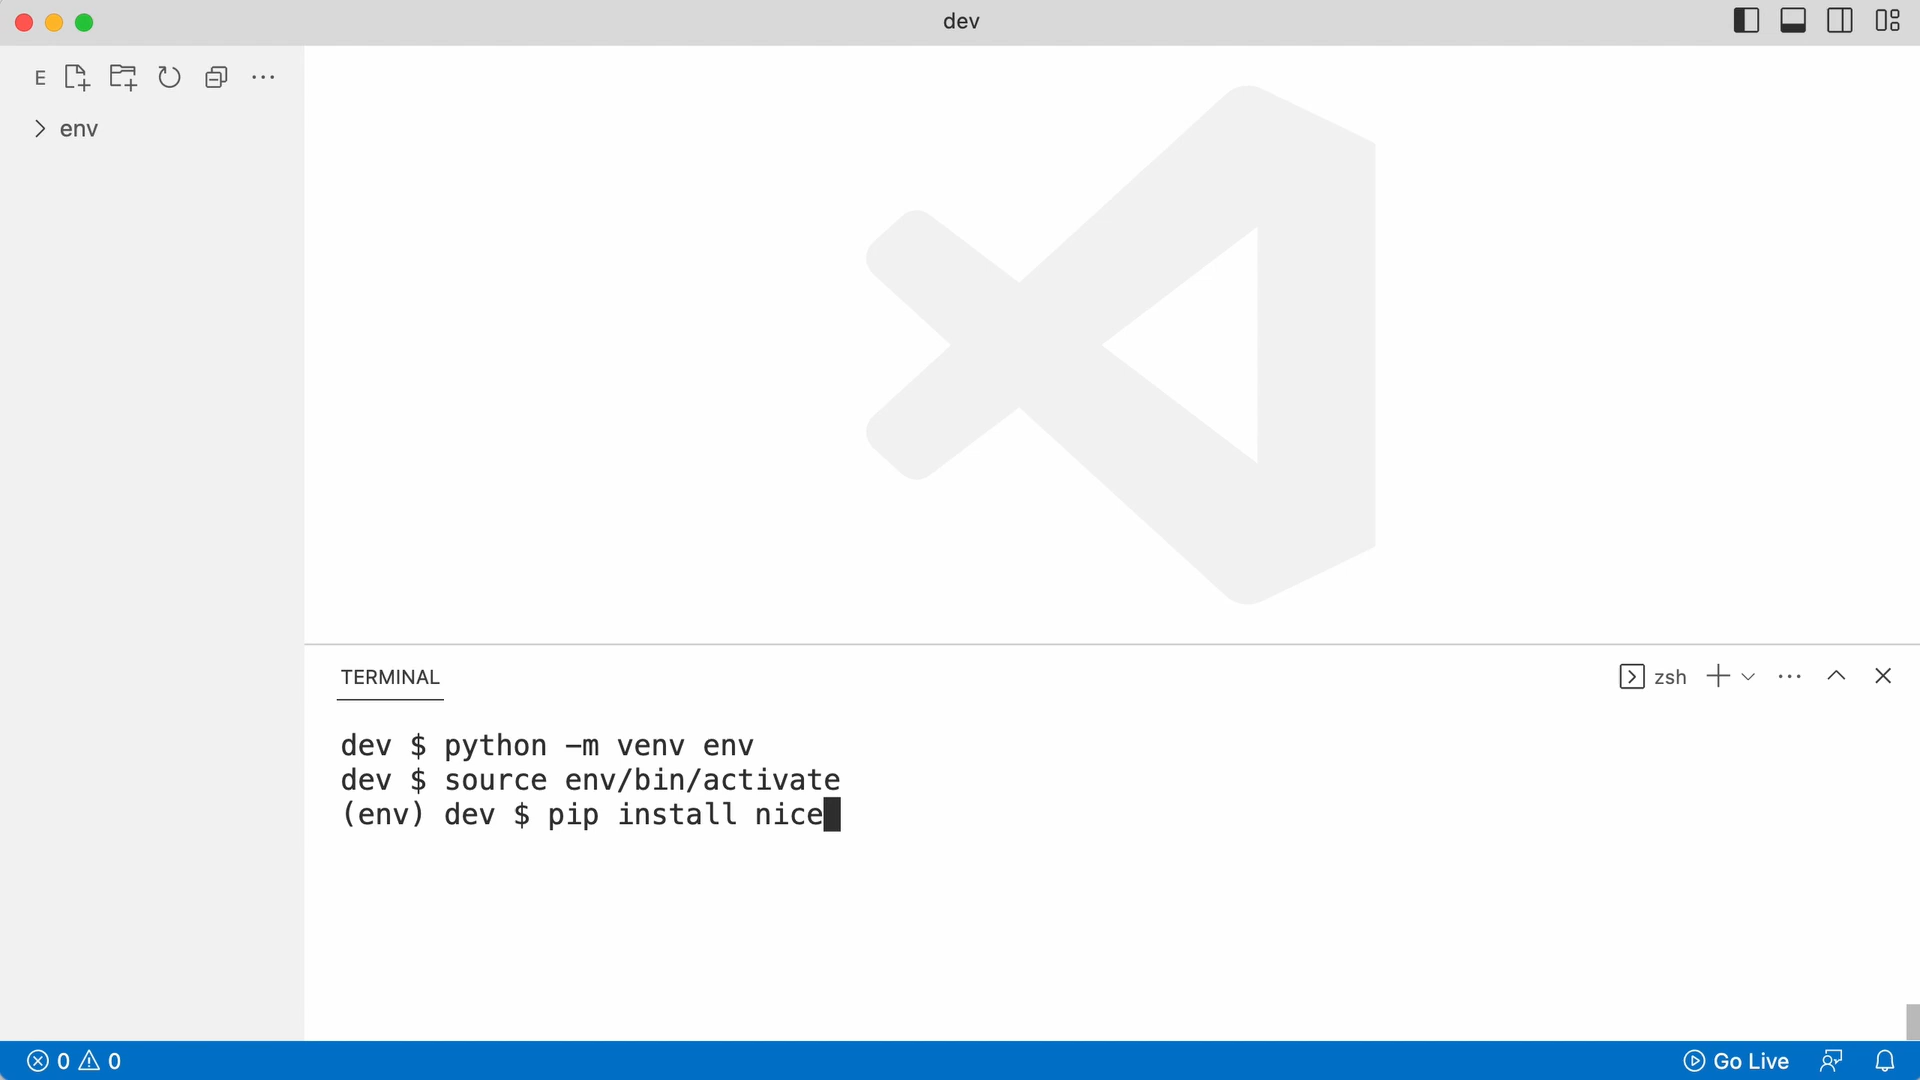 dev
E
env
TERMINAL
zsh
dev $ python -m venv env
dev $ source env/bin/activate
(env) dev $ pip install nice
0 0
Go Live